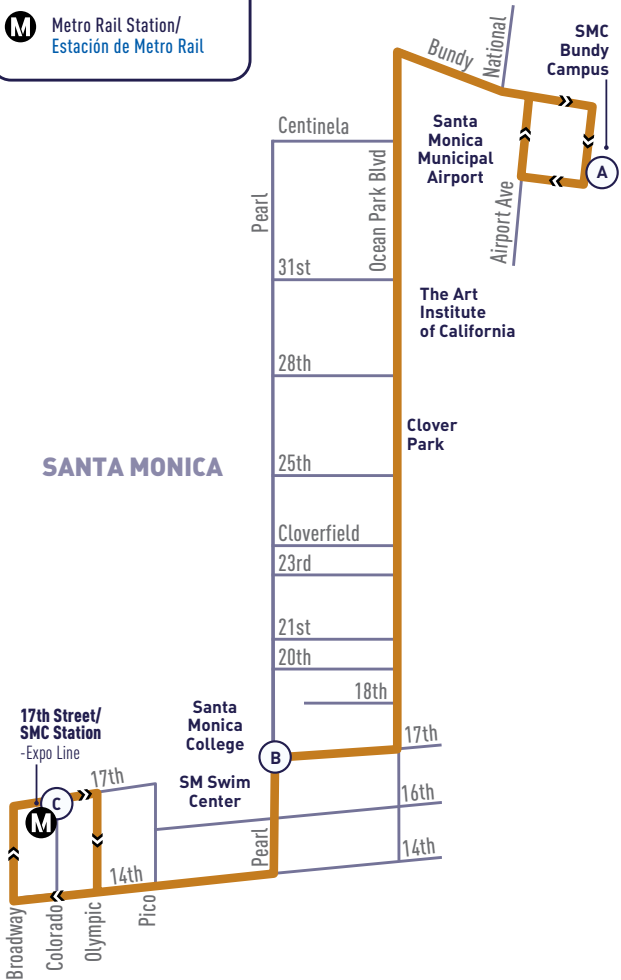 M
Metro Rail Station/
Estación de Metro Rail
National
Bundy
SMC
Bundy
Campus
Centinela
Santa
Monica
Municipal
Airport
A
Pearl
Ocean Park Blvd
Airport Ave
31st
The Art
Institute
of California
28th
Clover
Park
SANTA MONICA
25th
Cloverfield
23rd
21st
20th
18th
Santa
Monica
College
17th Street/
SMC Station
-Expo Line
17th
B
17th
SM Swim
Center
C
M
16th
Pearl
14th
14th
Broadway
Colorado
Olympic
Pico